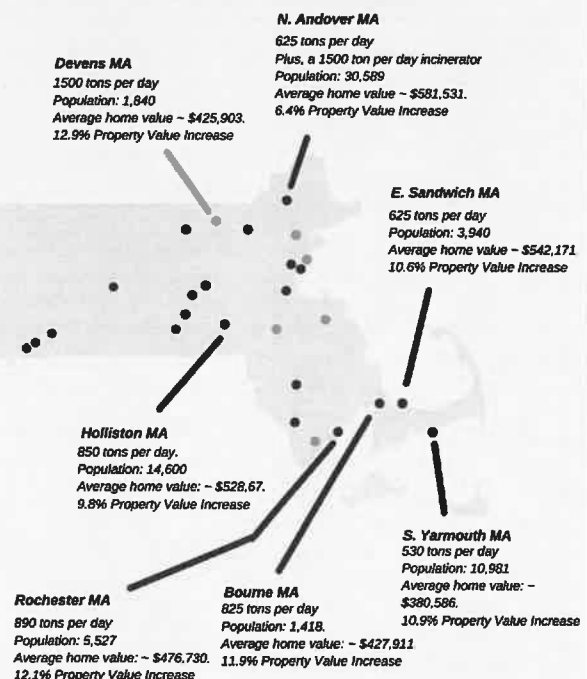 N. Andover MA
625 tons per day
Plus, a 1500 ton per day incinerator
Population: 30,589
Average home value ~ $581,531.
6.4% Property Value Increase
Devens MA
1500 tons per day
Population: 1,840
Average home value ~ $425,903.
12.9% Property Value Increase
E. Sandwich MA
625 tons per day
Population: 3,940
Average home value ~ $542,171
10.6% Property Value Increase
Holliston MA
850 tons per day.
Population: 14,600
Average home value: ~ $528,67.
9.8% Property Value Increase
S. Yarmouth MA
530 tons per day
Population: 10,981
Average home value: ~
$380,586.
10.9% Property Value Increase
Rochester MA
890 tons per day
Population: 5,527
Average home value: ~ $476,730.
12.1% Property Value Increase
Bourne MA
825 tons per day
Population: 1,418.
Average home value: ~ $427,911
11.9% Property Value Increase